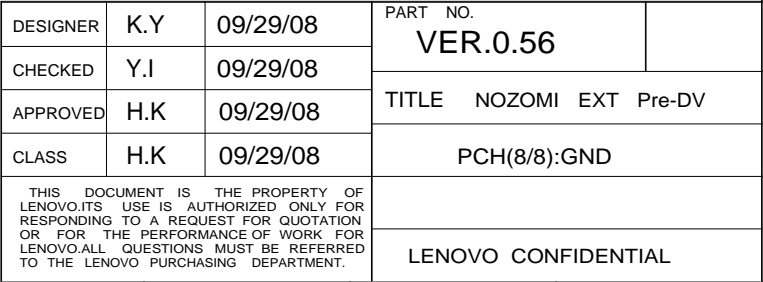 DESIGNER K.Y 09/29/08
CHECKED Y.I 09/29/08
APPROVED H.K 09/29/08
CLASS H.K 09/29/08
THIS DOCUMENT IS THE PROPERTY OF
LENOVO.ITS USE IS AUTHORIZED ONLY FOR
RESPONDING TO A REQUEST FOR QUOTATION
OR FOR THE PERFORMANCE OF WORK FOR
LENOVO.ALL QUESTIONS MUST BE REFERRED
TO THE LENOVO PURCHASING DEPARTMENT.
PART NO.
VER.0.56
TITLE NOZOMI EXT Pre-DV
PCH(8/8):GND
LENOVO CONFIDENTIAL